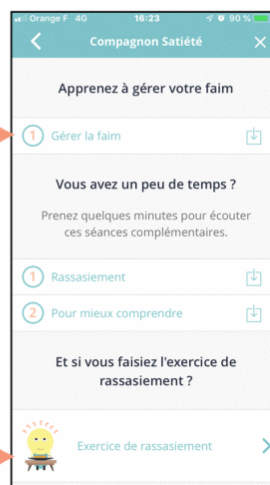 Orange F 4G 16:23 90 %
Compagnon Satiété
Apprenez à gérer votre faim
1 Gérer la faim
Vous avez un peu de temps ?
Prenez quelques minutes pour écouter
ces séances complémentaires.
1 Rassasiement
2 Pour mieux comprendre
Et si vous faisiez l'exercice de
rassasiement ?
Exercice de rassasiement